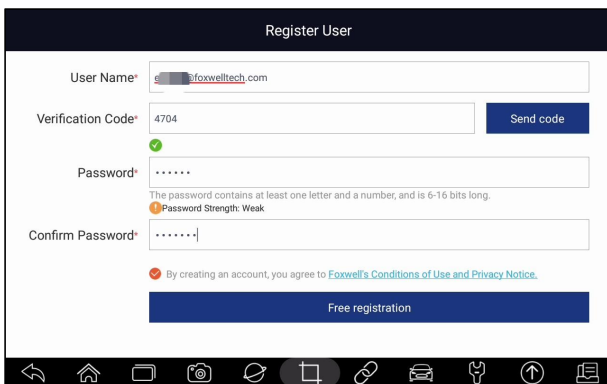 Register User
User Name*
@foxwelltech.com
Verification Code* 4704 Send code
Password* ······
The password contains at least one letter and a number, and is 6-16 bits long.
Password Strength: Weak
Confirm Password* ·······
By creating an account, you agree to Foxwell's Conditions of Use and Privacy Notice.
Free registration